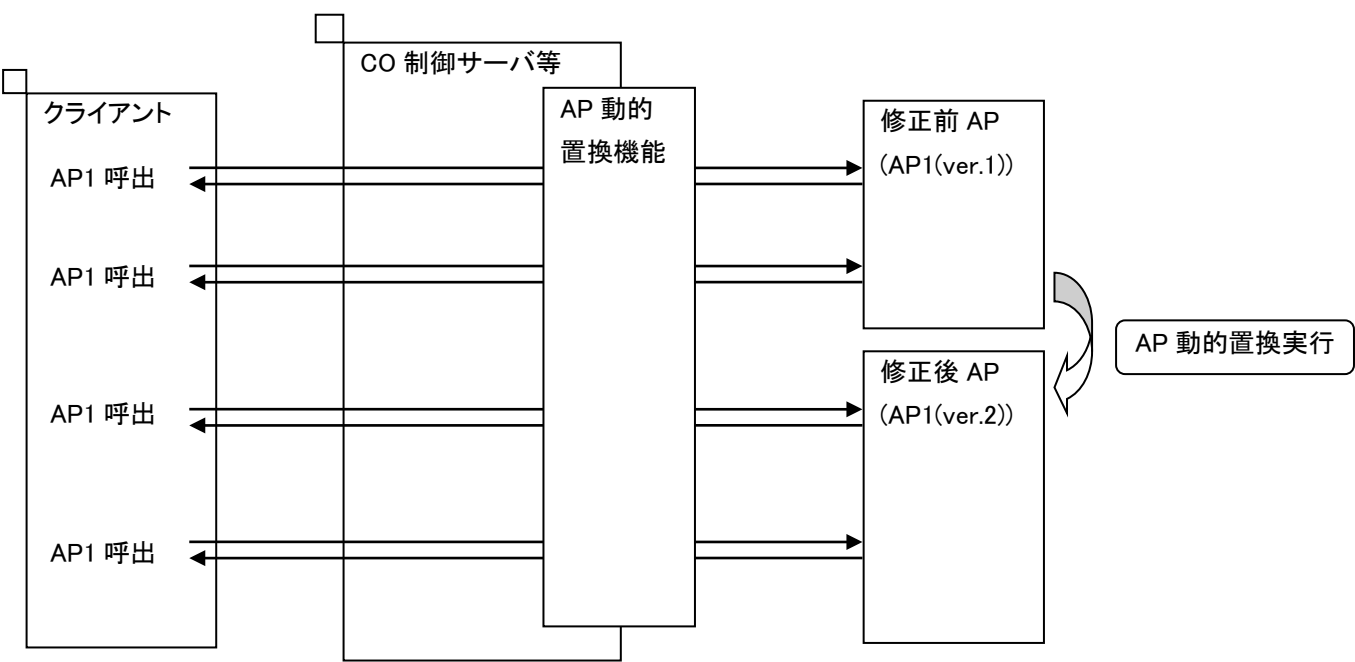 CO 制御サーバ等
クライアント
AP 動的
置換機能
修正前 AP
(AP1(ver.1))
AP1 呼出
AP1 呼出
AP 動的置換実行
修正後 AP
(AP1(ver.2))
AP1 呼出
AP1 呼出